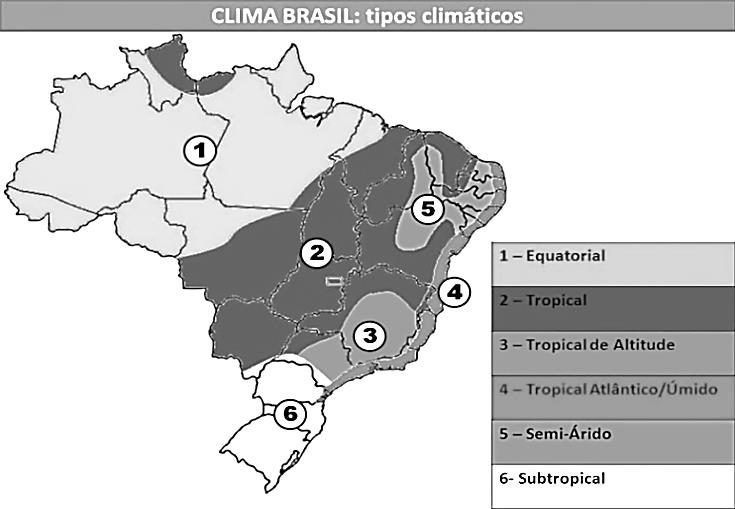 CLIMA BRASIL: tipos climáticos
1
2
3
4
5
6
1 – Equatorial
2 – Tropical
3 – Tropical de Altitude
4 – Tropical Atlântico/Úmido
5 – Semi-Árido
6- Subtropical